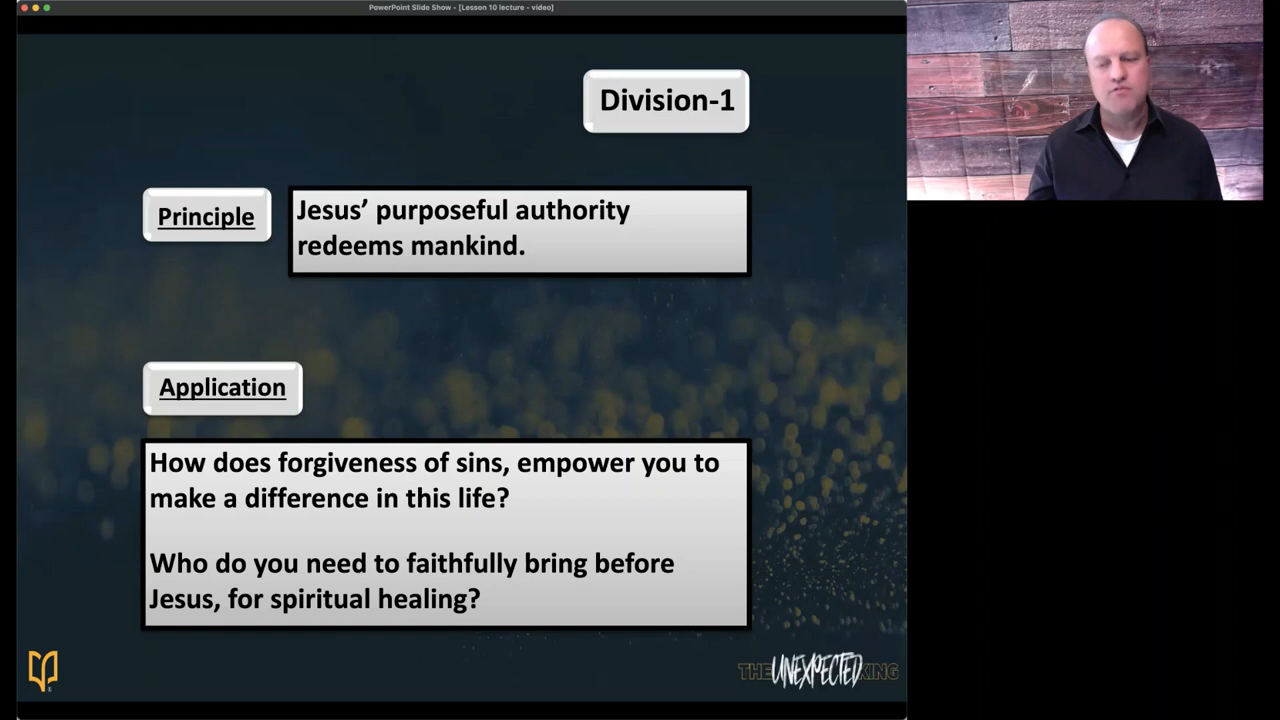 PowerPoint Slide Show - [Lesson 10 lecture - video]
Division-1
Principle
Jesus’ purposeful authority
redeems mankind.
Application
How does forgiveness of sins, empower you to
make a difference in this life?
Who do you need to faithfully bring before
Jesus, for spiritual healing?
THE UNEXPECTED KING